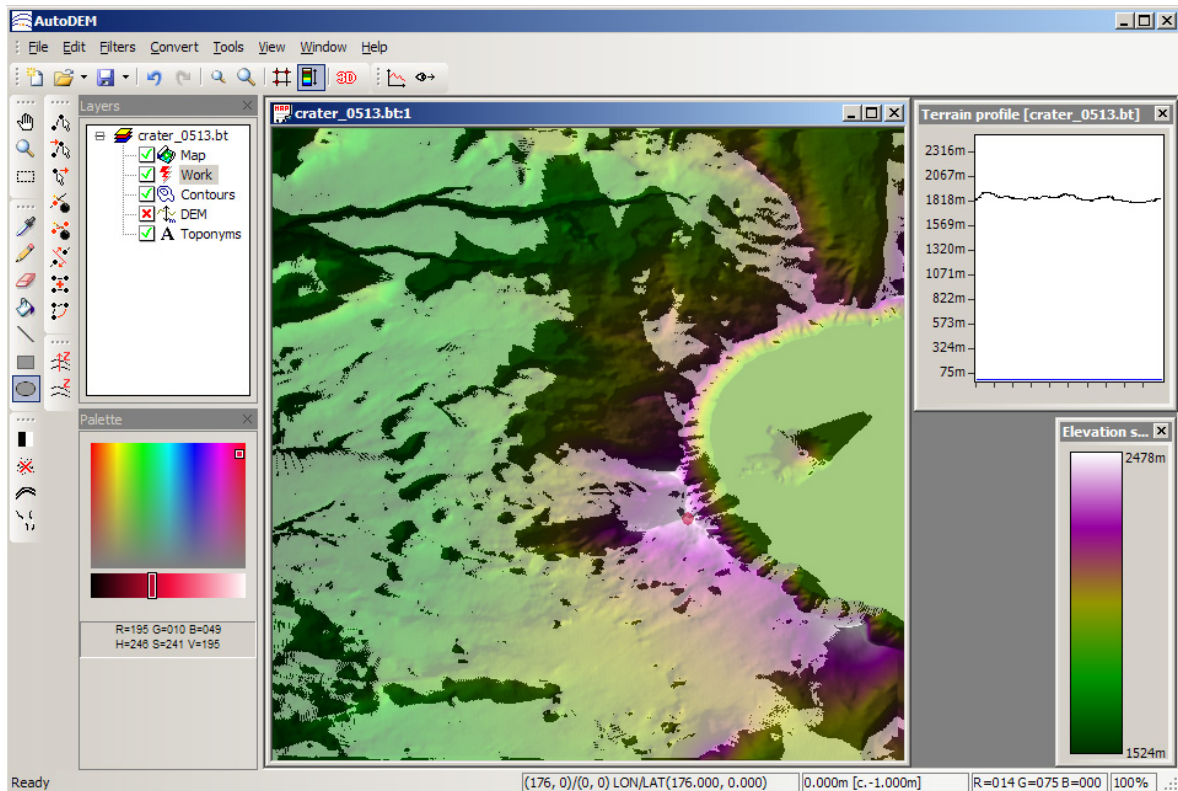 AutoDEM
File Edit Filters Convert Tools View Window Help
3D
Layers
crater_0513.bt
Map
Work
Contours
DEM
A Toponyms
Palette
R=195 G=010 B=049
H=246 S=241 V=195
MAP crater_0513.bt:1
Terrain profile [crater_0513.bt]
2316m
2067m
1818m
1569m
1320m
1071m
822m
573m
324m
75m
Elevation s...
2478m
1524m
Ready
(176, 0)/(0, 0) LON/LAT(176.000, 0.000)
0.000m [c.-1.000m]
R=014 G=075 B=000
100%